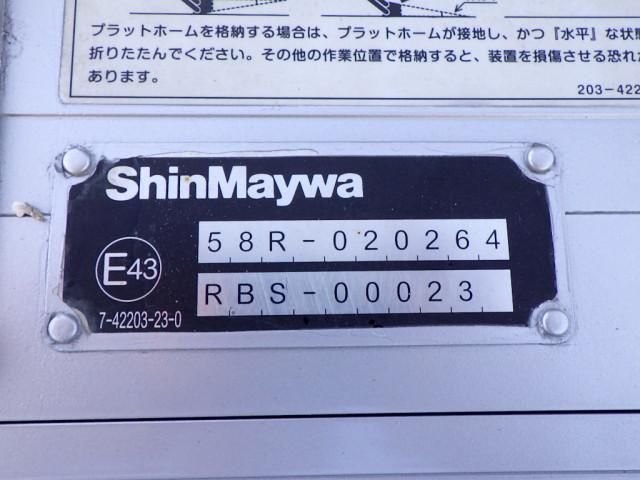 プラットホームを格納する場合は、プラットホームが接地し、かつ『水平』な状態
折りたたんでください。その他の作業位置で格納すると、装置を損傷させる恐れ
あります。
203-422
ShinMaywa
58R-020264
E43
RBS-00023
7-42203-23-0